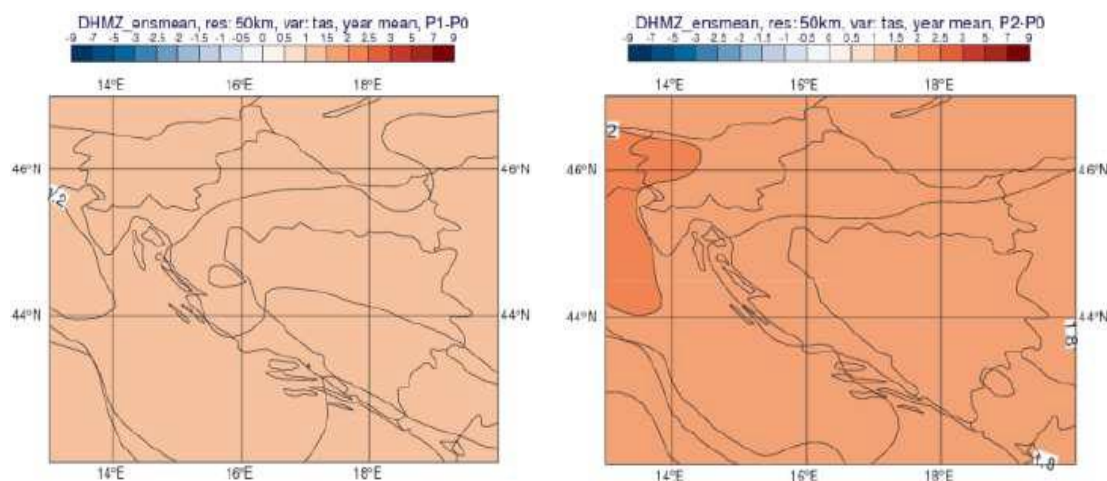 DHMZ_ensmean, res: 50km, var: tas, year mean, P1-P0
-9 -7 -5 -3 -2.5 -2 -1.5 -1 -0.5 0 0.5 1 1.5 2 2.5 3 5 7 9
14°E 16°E 18°E
46°N 46°N
44°N 44°N
14°E 16°E 18°E
DHMZ_ensmean, res: 50km, var: tas, year mean, P2-P0
-9 -7 -5 -3 -2.5 -2 -1.5 -1 -0.5 0 0.5 1 1.5 2 2.5 3 5 7 9
14°E 16°E 18°E
2
46°N 46°N
44°N 44°N
1.8
1.8
14°E 16°E 18°E